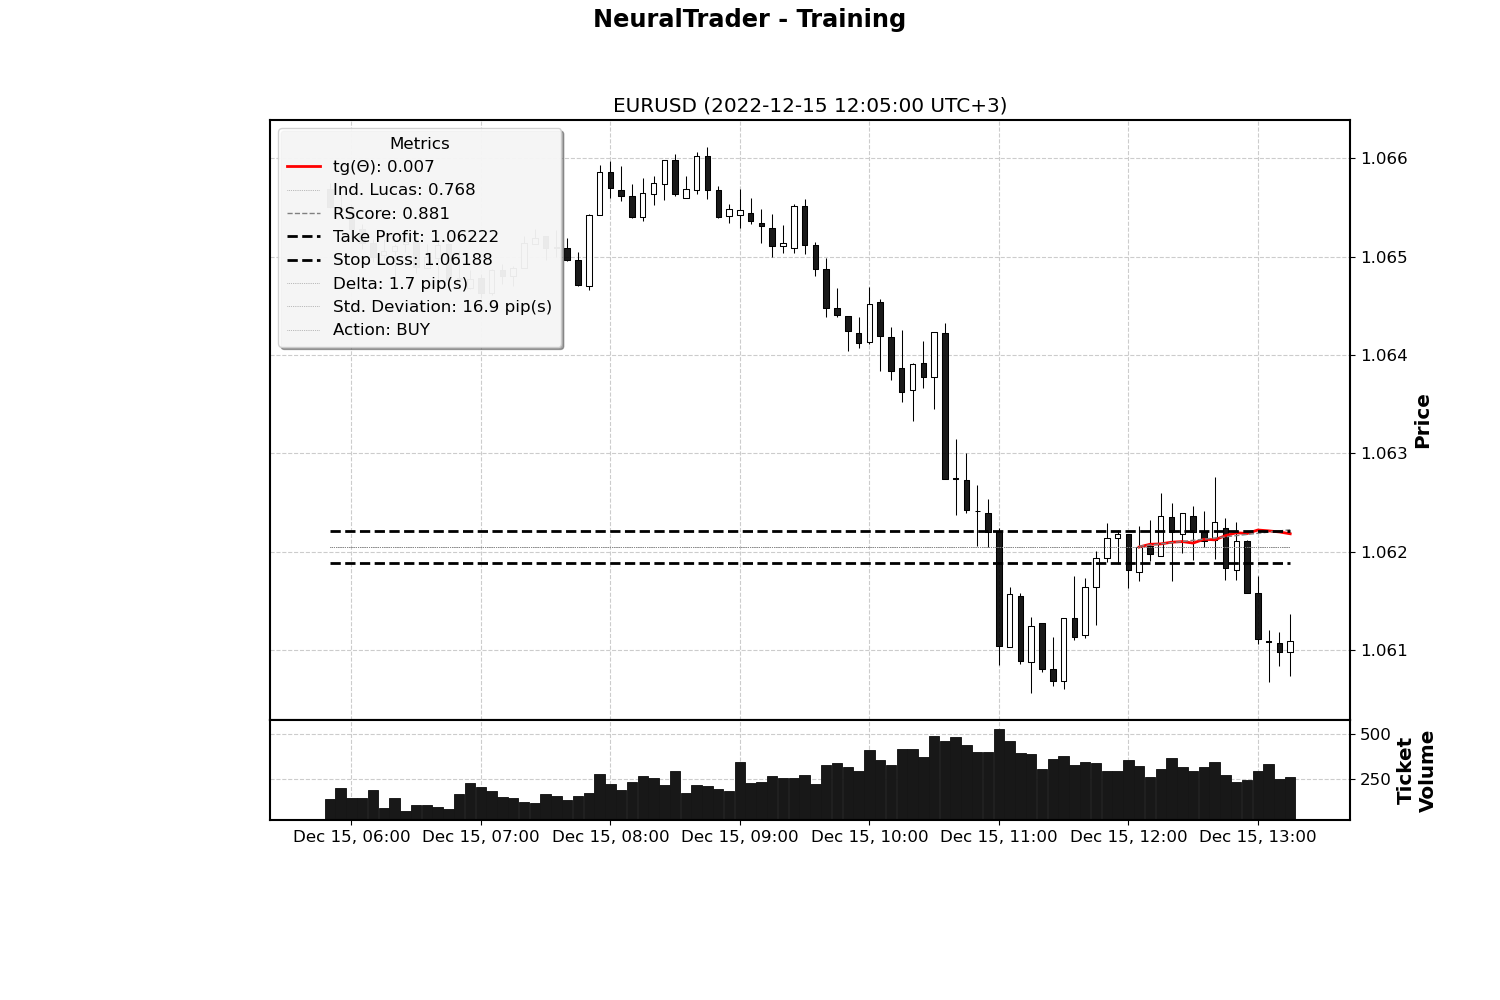 NeuralTrader - Training
EURUSD (2022-12-15 12:05:00 UTC+3)
Metrics
tg(Θ): 0.007
Ind. Lucas: 0.768
RScore: 0.881
Take Profit: 1.06222
Stop Loss: 1.06188
Delta: 1.7 pip(s)
Std. Deviation: 16.9 pip(s)
Action: BUY
1.066
1.065
1.064
1.063
1.062
1.061
Price
500
250
Ticket
Volume
Dec 15, 06:00 Dec 15, 07:00 Dec 15, 08:00 Dec 15, 09:00 Dec 15, 10:00 Dec 15, 11:00 Dec 15, 12:00 Dec 15, 13:00